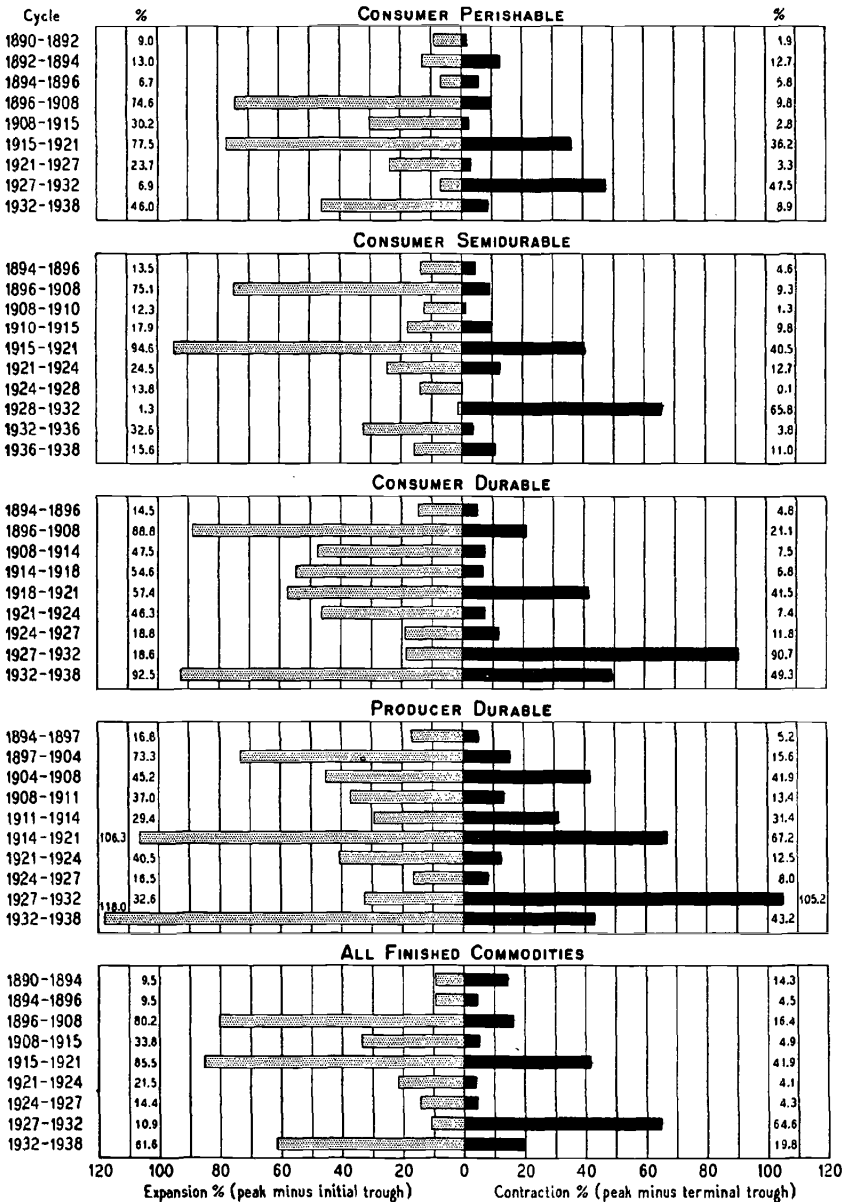 Cycle % CONSUMER PERISHABLE %
1890-1892 9.0 1.9
1892-1894 13.0 12.7
1894-1896 6.7 5.8
1896-1908 74.6 9.8
1908-1915 30.2 2.8
1915-1921 77.5 36.2
1921-1927 23.7 3.3
1927-1932 6.9 47.5
1932-1938 46.0 8.9
CONSUMER SEMIDURABLE
1894-1896 13.5 4.6
1896-1908 75.1 9.3
1908-1910 12.3 1.3
1910-1915 17.9 9.8
1915-1921 94.6 40.5
1921-1924 24.5 12.7
1924-1928 13.8 0.1
1928-1932 1.3 65.8
1932-1936 32.6 3.8
1936-1938 15.6 11.0
CONSUMER DURABLE
1894-1896 14.5 4.8
1896-1908 88.8 21.1
1908-1914 47.5 7.5
1914-1918 54.6 6.8
1918-1921 57.4 41.5
1921-1924 46.3 7.4
1924-1927 18.8 11.8
1927-1932 18.6 90.7
1932-1938 92.5 49.3
PRODUCER DURABLE
1894-1897 16.8 5.2
1897-1904 73.3 15.6
1904-1908 45.2 41.9
1908-1911 37.0 13.4
1911-1914 29.4 31.4
1914-1921 106.3 67.2
1921-1924 40.5 12.5
1924-1927 16.5 8.0
1927-1932 32.6 105.2
1932-1938 118.0 43.2
ALL FINISHED COMMODITIES
1890-1894 9.5 14.3
1894-1896 9.5 4.5
1896-1908 80.2 16.4
1908-1915 33.8 4.9
1915-1921 85.5 41.9
1921-1924 21.5 4.1
1924-1927 14.4 4.3
1927-1932 10.9 64.6
1932-1938 61.6 19.8
120 100 80 60 40 20 0 20 40 60 80 100 120
Expansion % (peak minus initial trough) Contraction % (peak minus terminal trough)